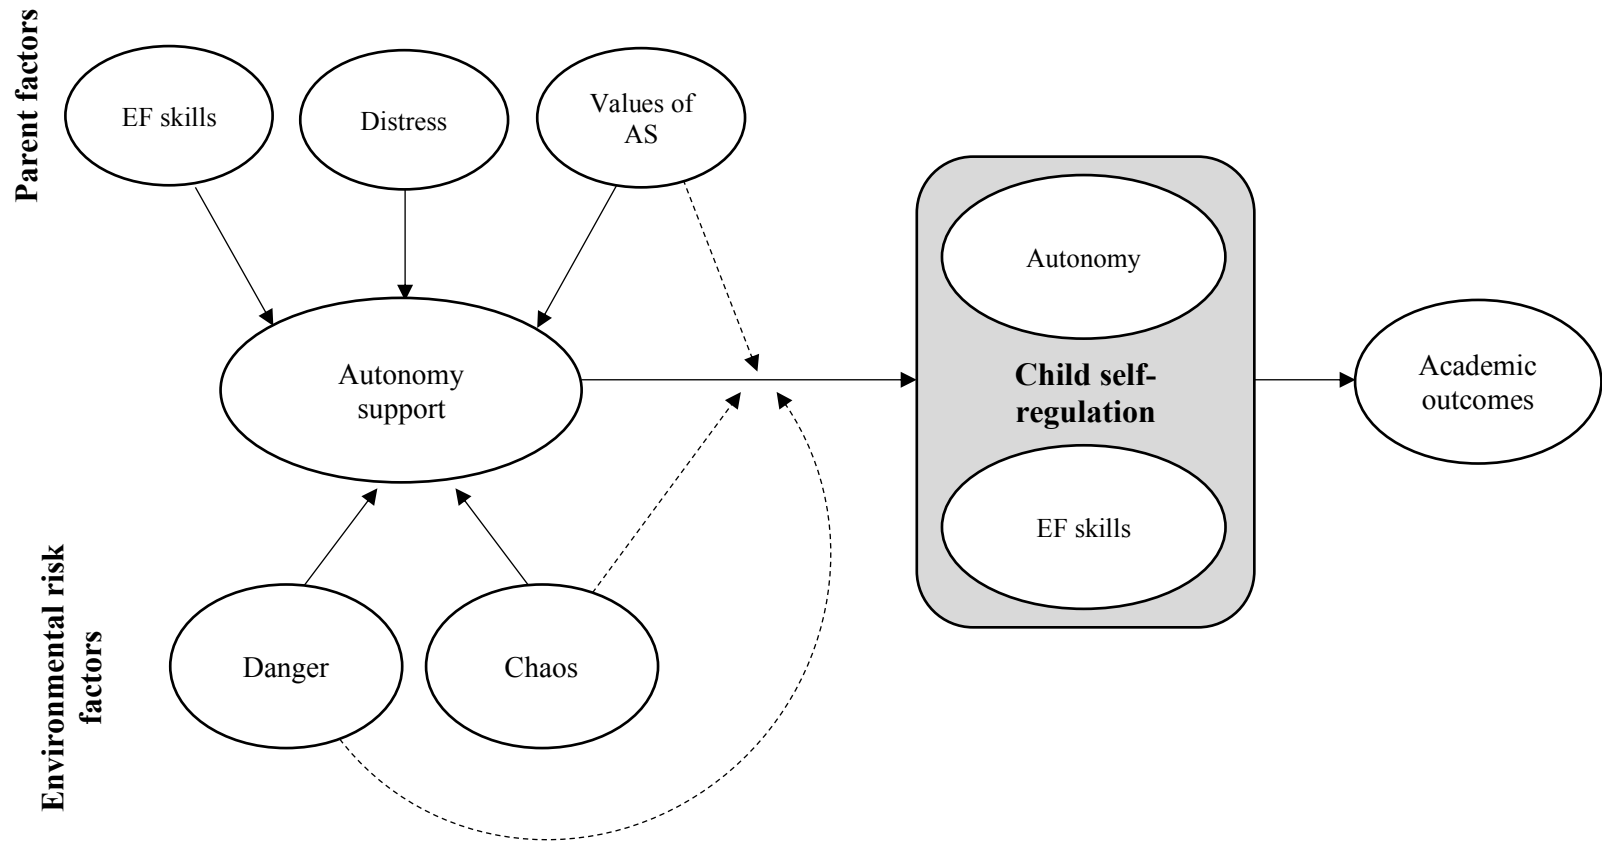 Parent factors
EF skills
Distress
Values of
AS
Autonomy
support
Autonomy
Child self-
regulation
EF skills
Academic
outcomes
Environmental risk
factors
Danger
Chaos